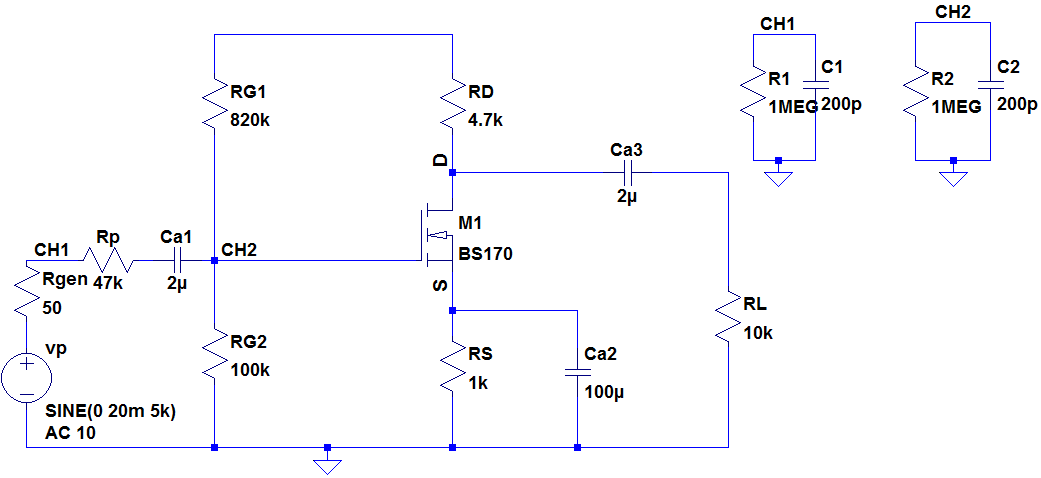 CH1
CH2
RG1
820k
RD
4.7k
R1
1MEG
C1
200p
R2
1MEG
C2
200p
D
Ca3
2µ
M1
BS170
CH1
Rp
47k
Ca1
2µ
CH2
Rgen
50
S
RL
10k
vp
RG2
100k
RS
1k
Ca2
100µ
SINE(0 20m 5k)
AC 10